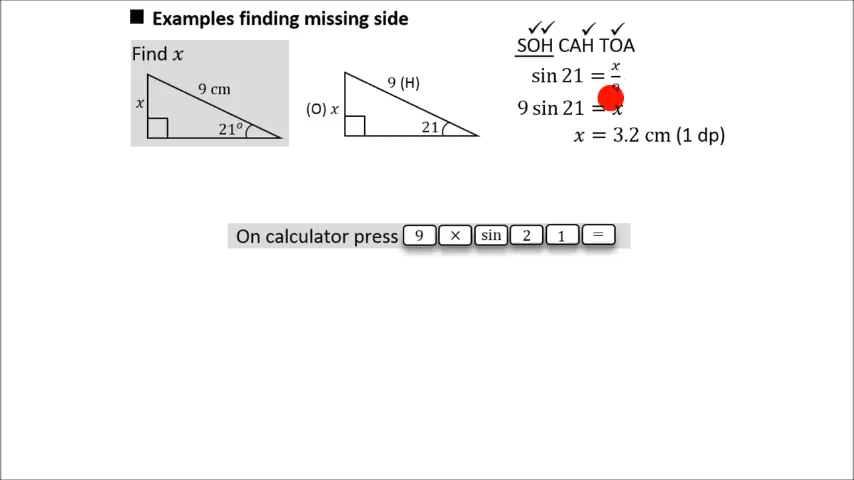 ■ Examples finding missing side
Find x
9 cm
x
21°
9 (H)
(O) x
21
✓✓ ✓ ✓
SOH CAH TOA
sin 21 = x/9
9 sin 21 = x
x = 3.2 cm (1 dp)
On calculator press 9 × sin 2 1 =